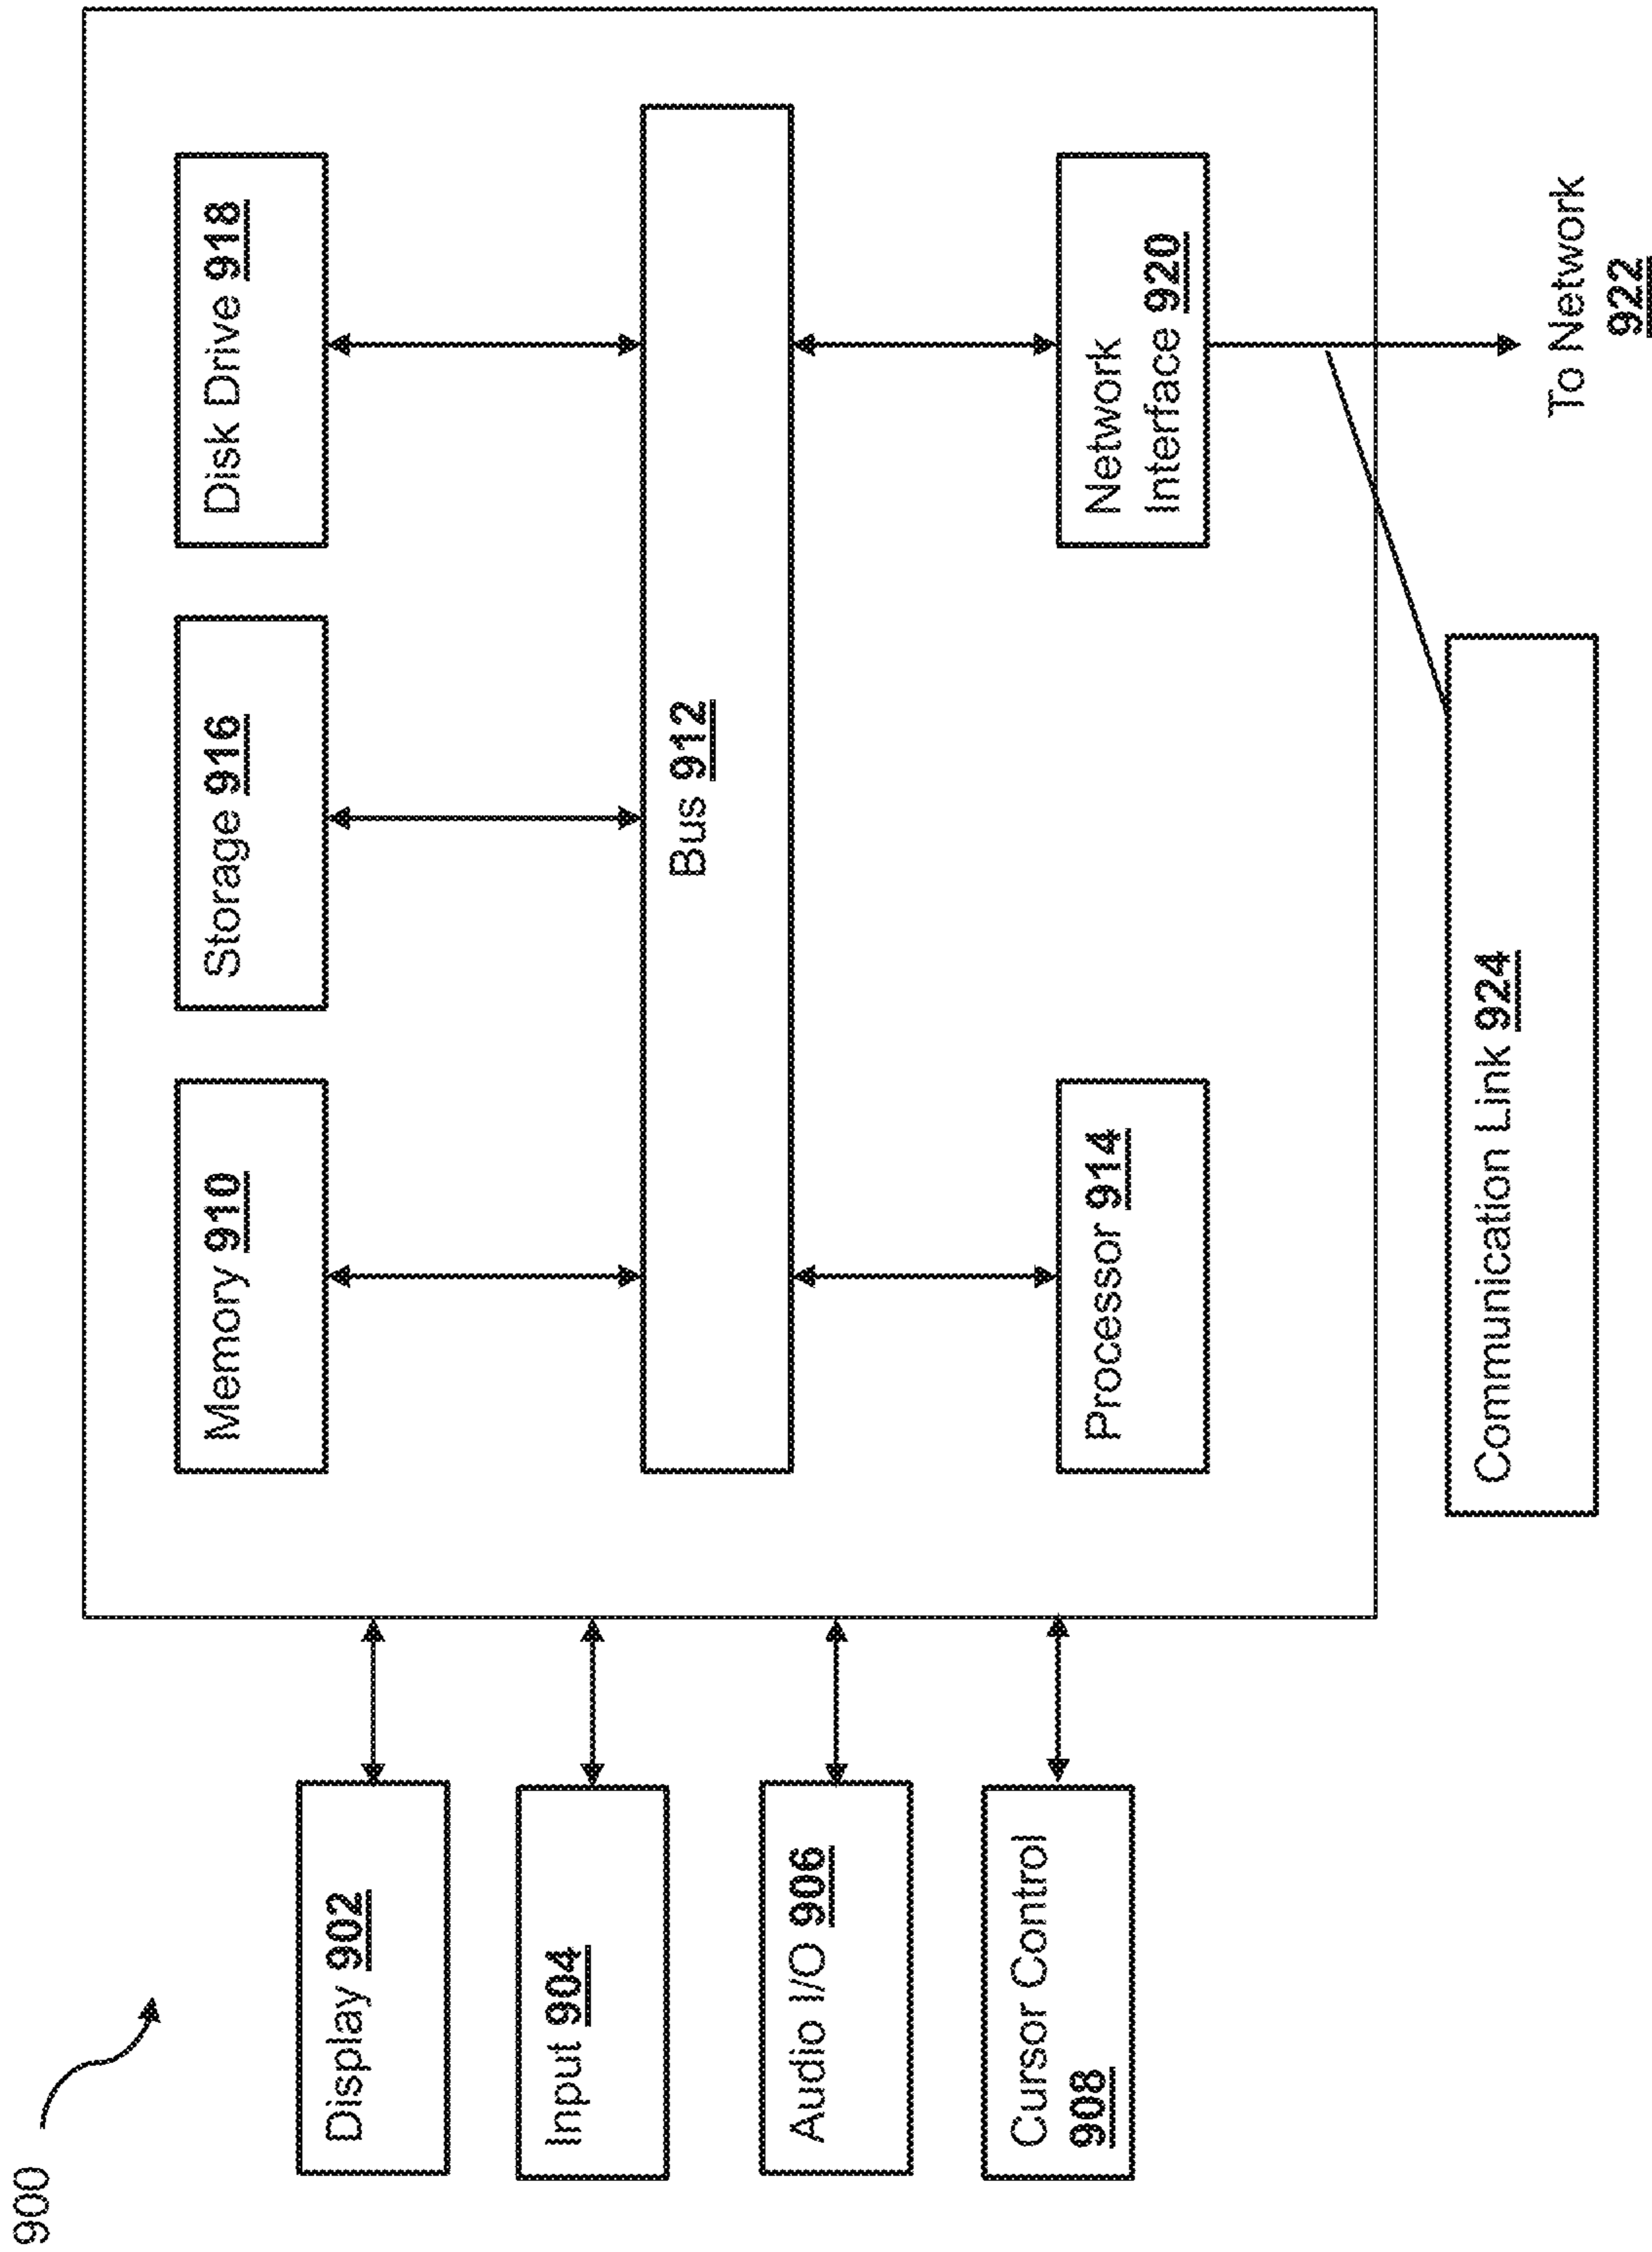 900
Display 902
Input 904
Audio I/O 906
Cursor Control
908
Memory 910
Storage 916
Disk Drive 918
Bus 912
Processor 914
Network
Interface 920
Communication Link 924
To Network
922